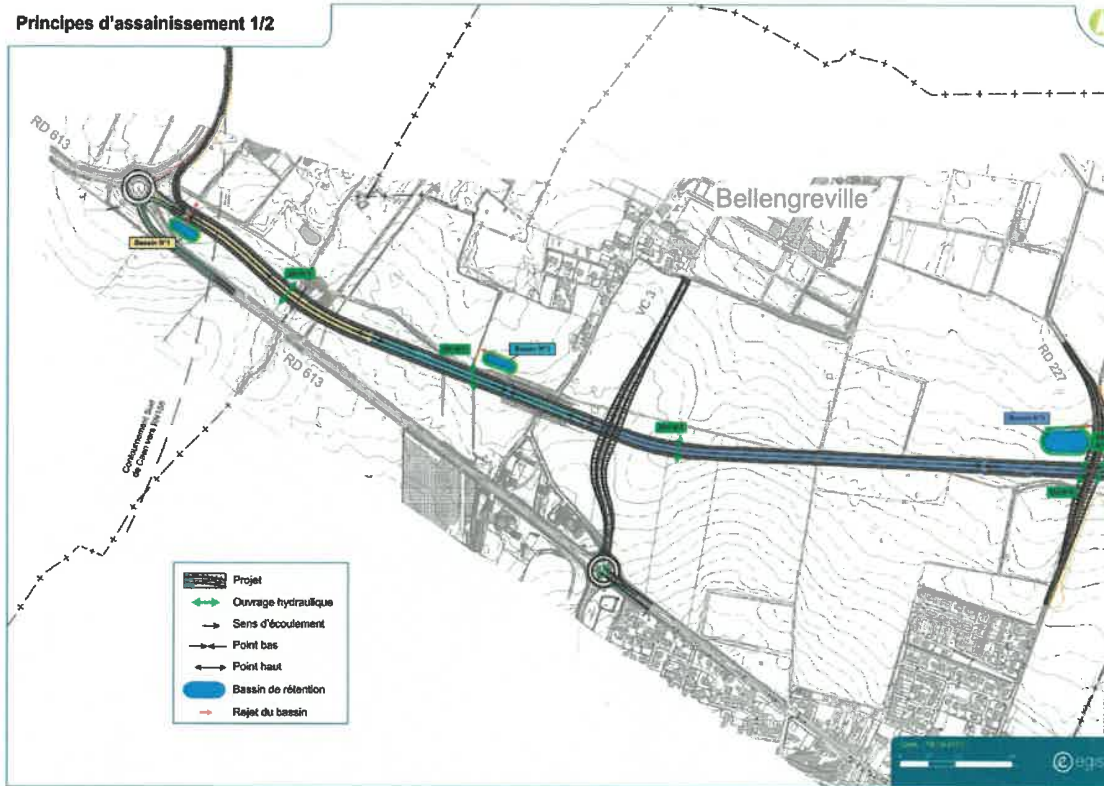 Principes d'assainissement 1/2
RD 613
Bellengreville
Bassin N°1
VC 3
Bassin N°2
RD 227
RD 613
Bassin N°3
Contournement Sud
de Caen vers RN158
Projet
Ouvrage hydraulique
Sens d'écoulement
Point bas
Point haut
Bassin de rétention
Rejet du bassin
egis